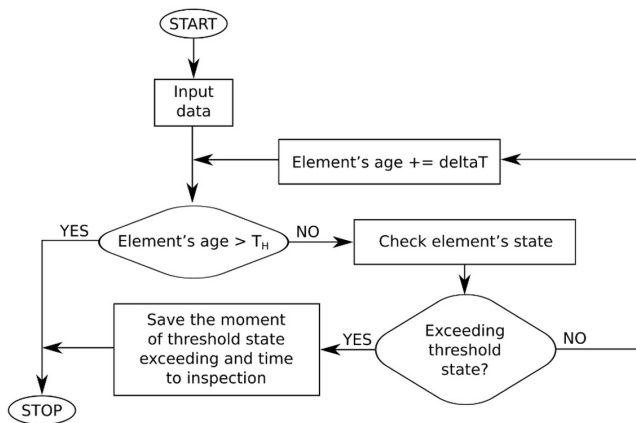 START
Input
data
Element's age += deltaT
YES
Element's age > T_H
NO
Check element's state
Save the moment
of threshold state
exceeding and time
to inspection
YES
Exceeding
threshold
state?
NO
STOP